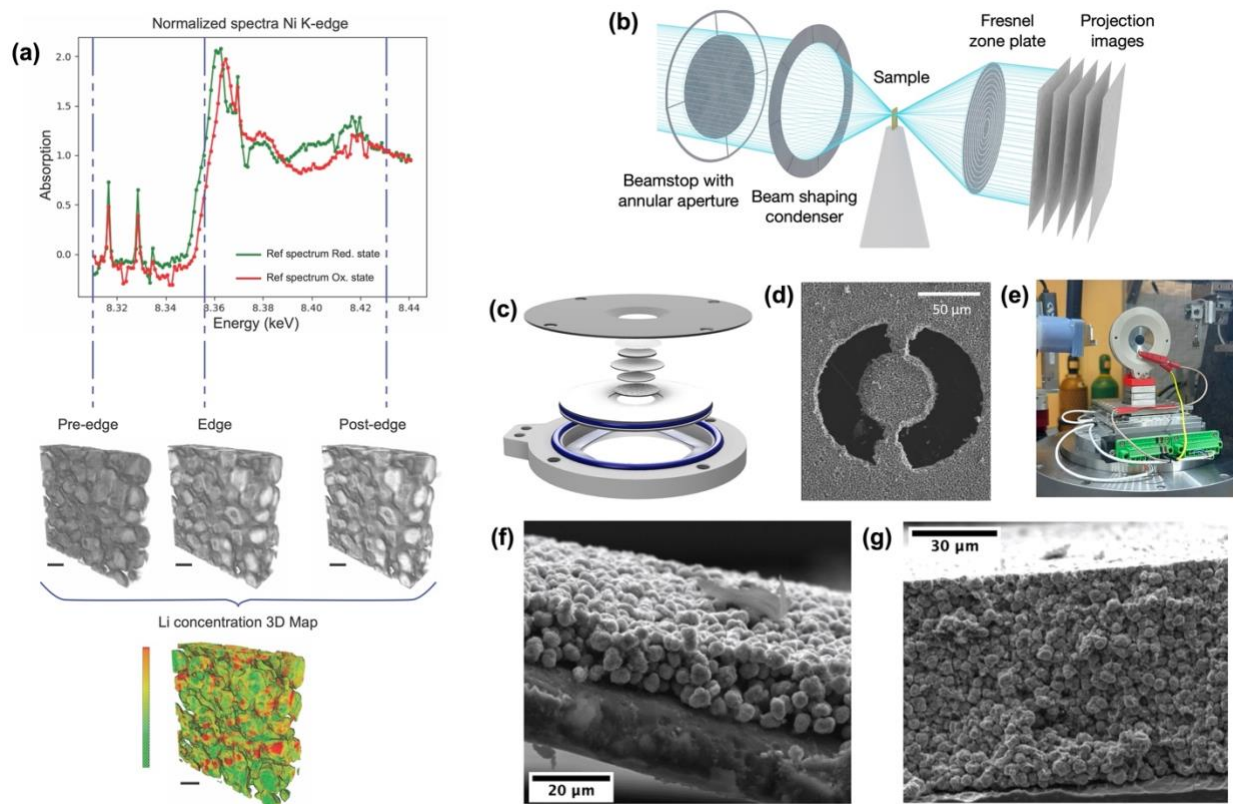 (a)
Normalized spectra Ni K-edge
2.0
1.5
1.0
0.5
0.0
Absorption
Ref spectrum Red. state
Ref spectrum Ox. state
8.32
8.34
8.36
8.38
8.40
8.42
8.44
Energy (keV)
Pre-edge
Edge
Post-edge
Li concentration 3D Map
(b)
Fresnel
zone plate
Projection
images
Sample
Beamstop with
annular aperture
Beam shaping
condenser
(c)
(d)
50 µm
(e)
(f)
20 µm
(g)
30 µm